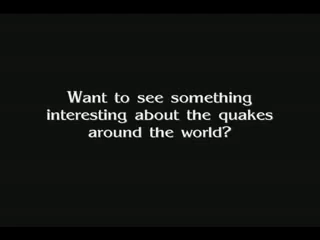 Want to see something
interesting about the quakes
around the world?